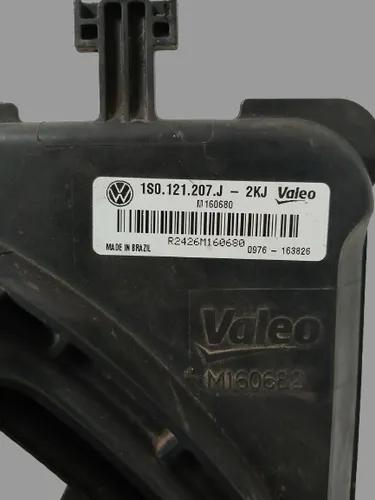 1S0.121.207.J - 2KJ Valeo
M160680
R2426M160680
MADE IN BRAZIL 0976 - 163826
Valeo
M160682